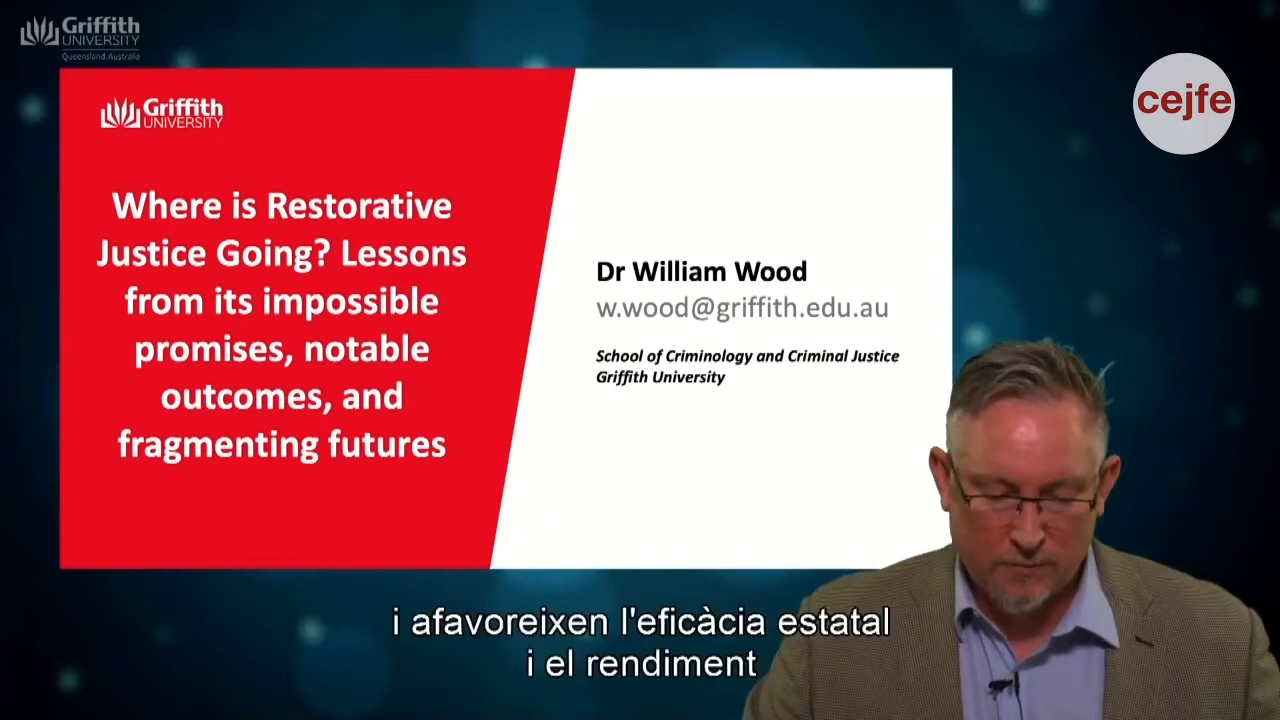 Griffith
UNIVERSITY
Queensland, Australia
cejfe
Griffith
UNIVERSITY
Where is Restorative
Justice Going? Lessons
from its impossible
promises, notable
outcomes, and
fragmenting futures
Dr William Wood
w.wood@griffith.edu.au
School of Criminology and Criminal Justice
Griffith University
i afavoreixen l'eficàcia estatal
i el rendiment